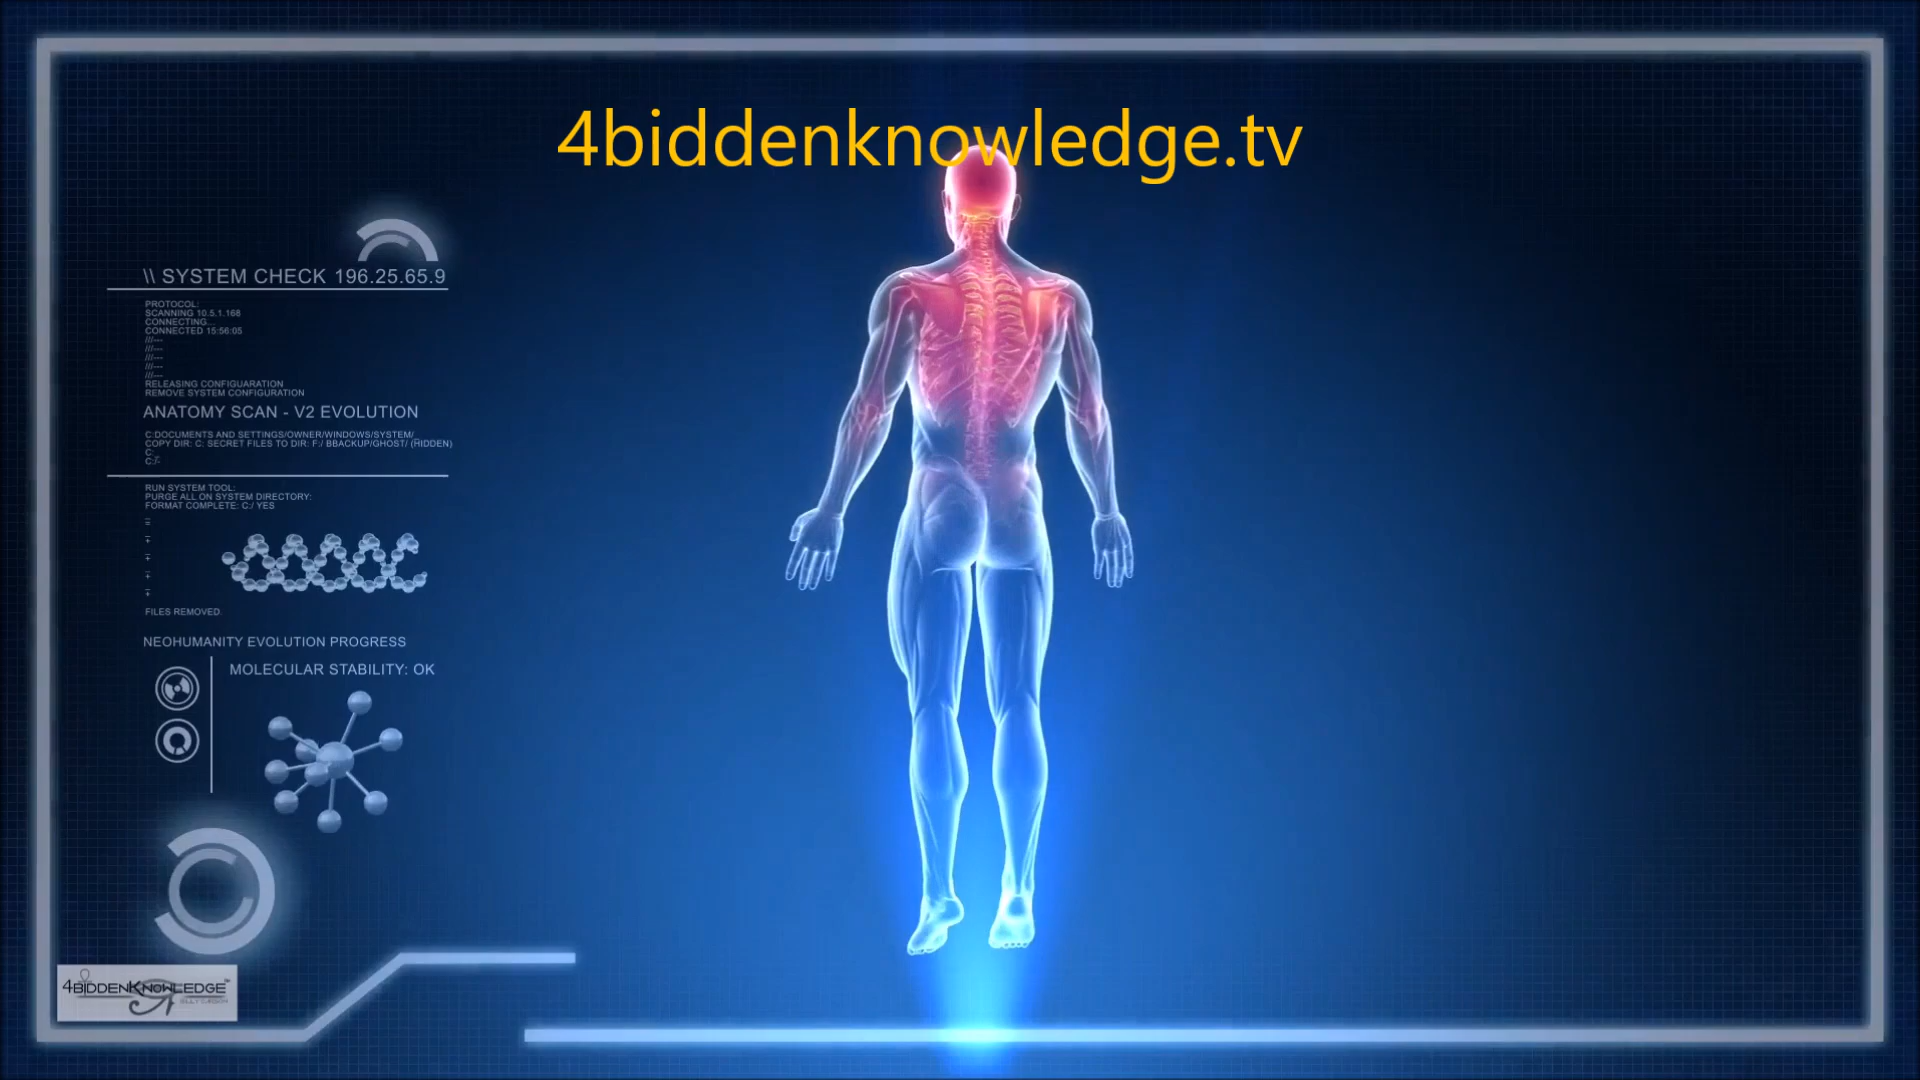 4biddenknowledge.tv
\\ SYSTEM CHECK 196.25.65.9
PROTOCOL:
SCANNING 10.5.1.168
CONNECTING...
CONNECTED 15:56:05
///---
///---
///---
///---
///---
RELEASING CONFIGUARATION
REMOVE SYSTEM CONFIGURATION
ANATOMY SCAN - V2 EVOLUTION
C:DOCUMENTS AND SETTINGS/OWNER/WINDOWS/SYSTEM/_
COPY DIR: C: SECRET FILES TO DIR: F:/ BBACKUP/GHOST/ (HIDDEN)
C:_
C:/-
RUN SYSTEM TOOL:
PURGE ALL ON SYSTEM DIRECTORY:
FORMAT COMPLETE: C:/ YES
FILES REMOVED.
NEOHUMANITY EVOLUTION PROGRESS
MOLECULAR STABILITY: OK
4BIDDENKNOWLEDGE™
BILLY CARSON